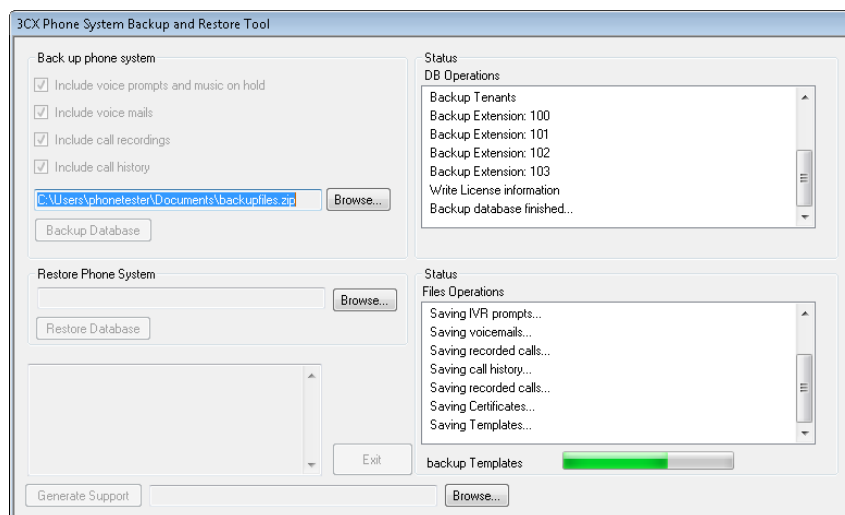 3CX Phone System Backup and Restore Tool
Back up phone system
Include voice prompts and music on hold
Include voice mails
Include call recordings
Include call history
C:\Users\phonetester\Documents\backupfiles.zip
Browse...
Backup Database
Status
DB Operations
Backup Tenants
Backup Extension: 100
Backup Extension: 101
Backup Extension: 102
Backup Extension: 103
Write License information
Backup database finished...
Restore Phone System
Browse...
Restore Database
Status
Files Operations
Saving IVR prompts...
Saving voicemails...
Saving recorded calls...
Saving call history...
Saving recorded calls...
Saving Certificates...
Saving Templates...
Exit
backup Templates
Generate Support
Browse...